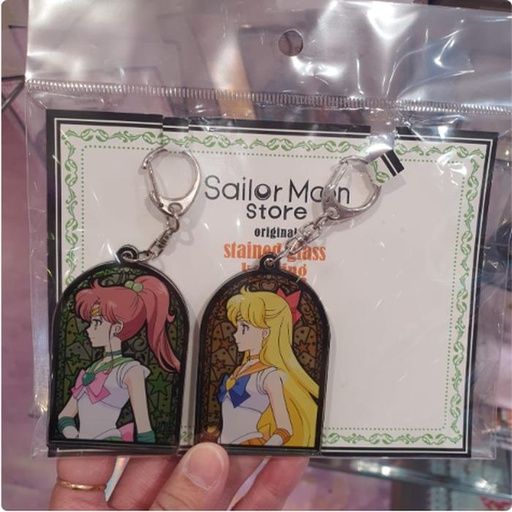 Sailor Moon
Store
original
stained glass